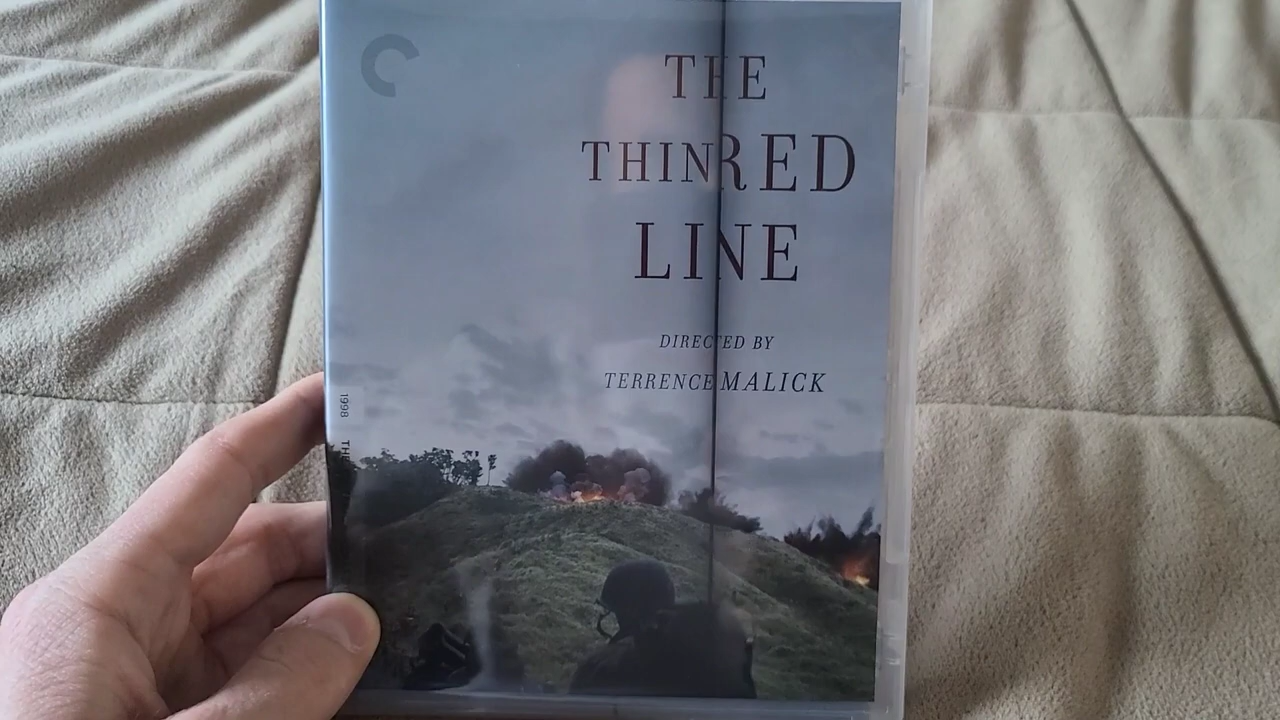 THE
THIN RED
LINE
DIRECTED BY
TERRENCE MALICK
1998